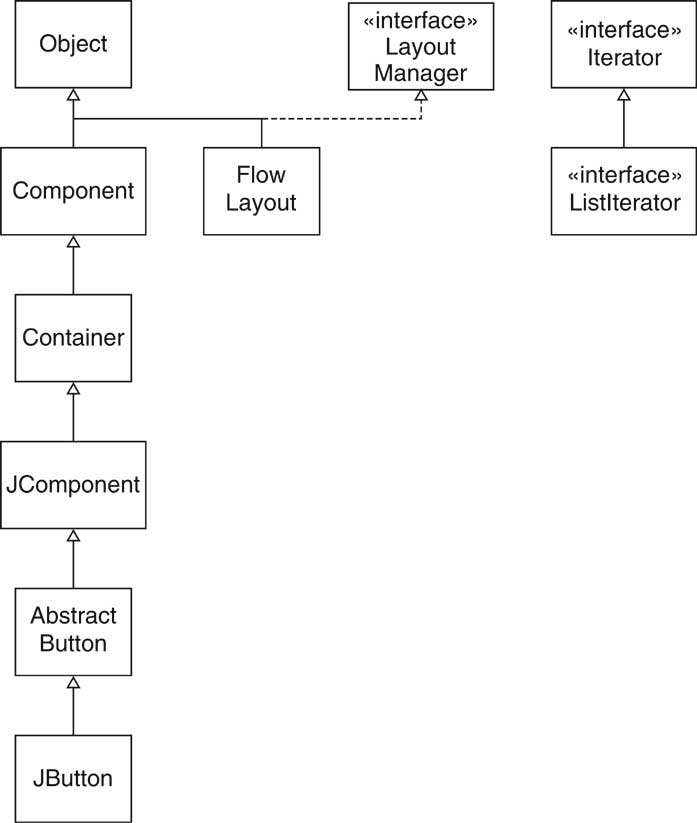 Object
«interface»
Layout
Manager
«interface»
Iterator
Component
Flow
Layout
«interface»
ListIterator
Container
JComponent
Abstract
Button
JButton